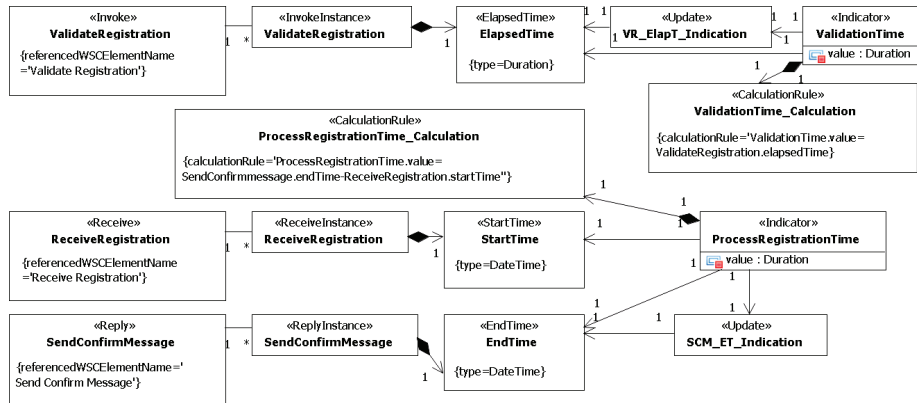 «Invoke»
ValidateRegistration
{referencedWSCElementName
='Validate Registration'}
1
*
«InvokeInstance»
ValidateRegistration
1
«ElapsedTime»
ElapsedTime
{type=Duration}
1
1
1
«Update»
VR_ElapT_Indication
1
1
1
«Indicator»
ValidationTime
value : Duration
1
1
«CalculationRule»
ValidationTime_Calculation
{calculationRule='ValidationTime.value=
ValidateRegistration.elapsedTime}
«CalculationRule»
ProcessRegistrationTime_Calculation
{calculationRule='ProcessRegistrationTime.value=
SendConfirmmessage.endTime-ReceiveRegistration.startTime"}
1
1
«Receive»
ReceiveRegistration
{referencedWSCElementName
='Receive Registration'}
1
*
«ReceiveInstance»
ReceiveRegistration
1
«StartTime»
StartTime
{type=DateTime}
1
1
«Indicator»
ProcessRegistrationTime
value : Duration
1
1
1
«Reply»
SendConfirmMessage
{referencedWSCElementName='
Send Confirm Message'}
1
*
«ReplyInstance»
SendConfirmMessage
1
«EndTime»
EndTime
{type=DateTime}
1
1
1
«Update»
SCM_ET_Indication